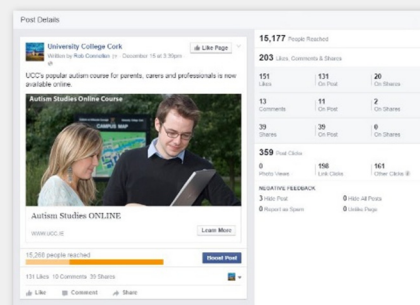 Post Details
University College Cork
Written by Rob Connellan · December 15 at 3:39pm ·
Like Page
UCC's popular autism course for parents, carers and professionals is now
available online.
Autism Studies Online Course
CAMPUS MAP
Autism Studies ONLINE
WWW.UCC.IE
Learn More
15,268 people reached
Boost Post
131 Likes 10 Comments 39 Shares
Like Comment Share
15,177 People Reached
203 Likes, Comments & Shares
151 131 20
Likes On Post On Shares
13 11 2
Comments On Post On Shares
39 39 0
Shares On Post On Shares
359 Post Clicks
0 198 161
Photo Views Link Clicks Other Clicks
NEGATIVE FEEDBACK
3 Hide Post 0 Hide All Posts
0 Report as Spam 0 Unlike Page